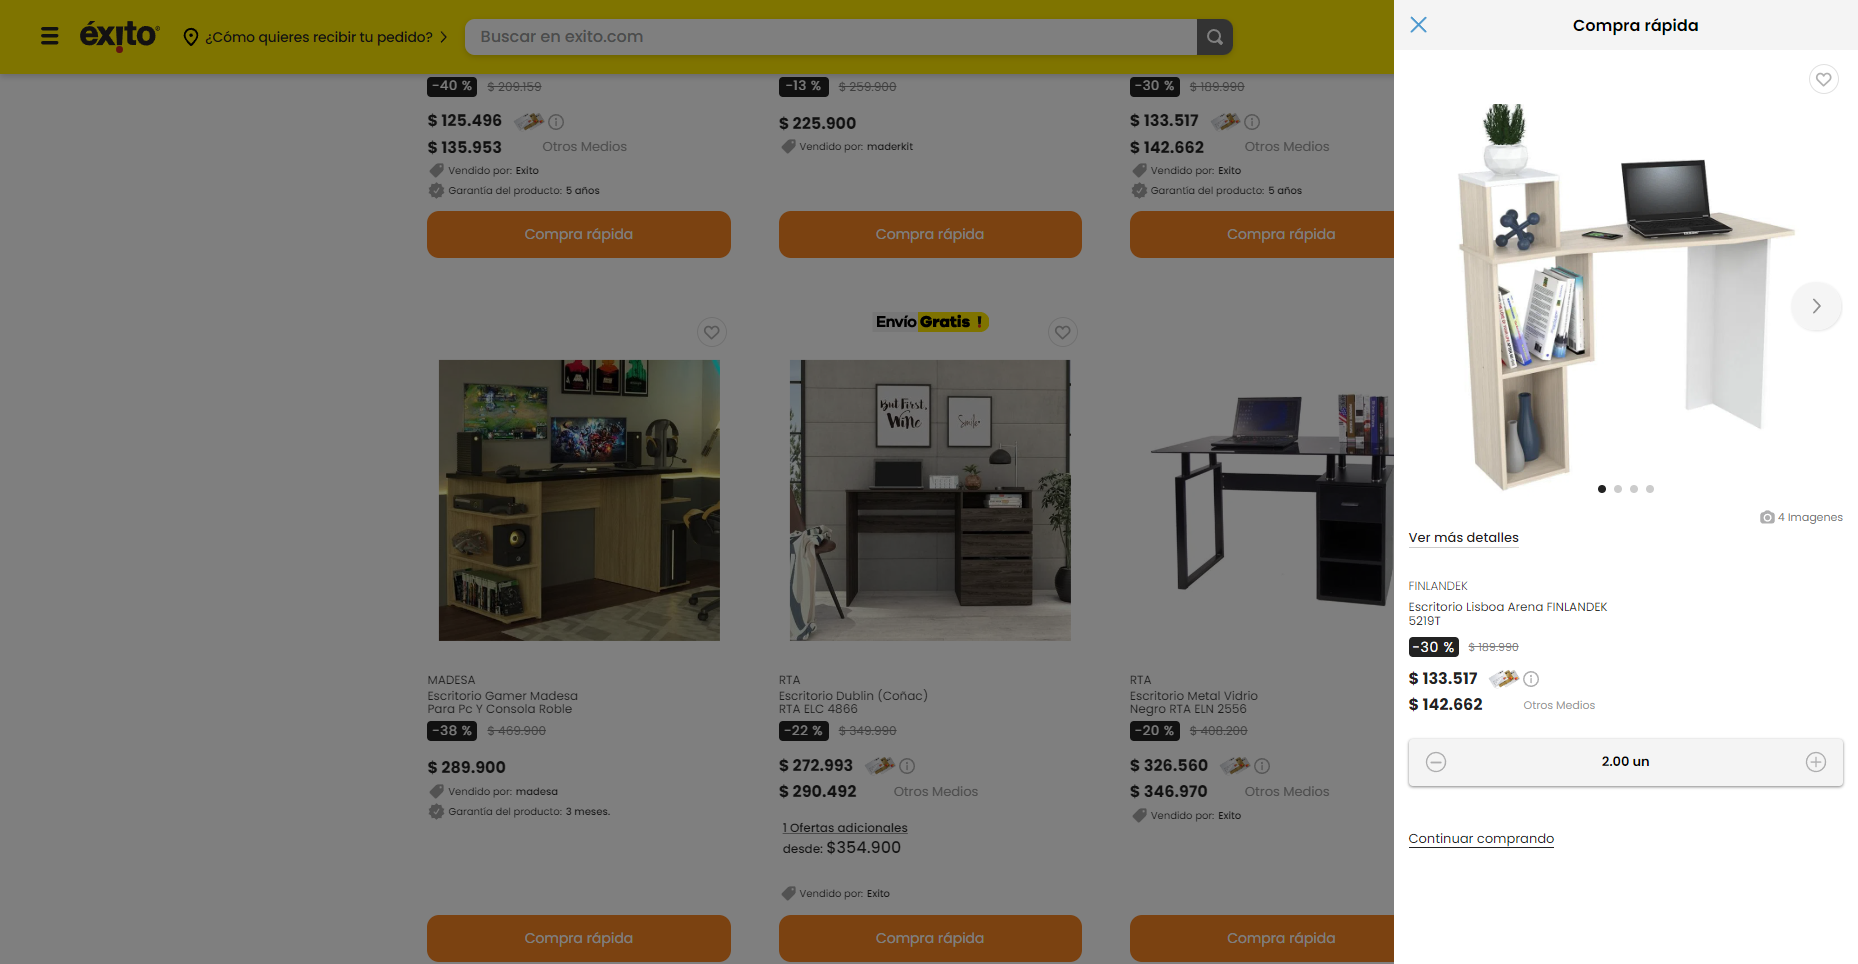 éxito
¿Cómo quieres recibir tu pedido?
Buscar en exito.com
-40 % $ 209.159
$ 125.496
$ 135.953 Otros Medios
Vendido por: Exito
Garantía del producto: 5 años
Compra rápida
-13 % $ 259.900
$ 225.900
Vendido por: maderkit
Compra rápida
-30 % $ 189.990
$ 133.517
$ 142.662 Otros Medios
Vendido por: Exito
Garantía del producto: 5 años
Compra rápida
MADESA
Escritorio Gamer Madesa
Para Pc Y Consola Roble
-38 % $ 469.900
$ 289.900
Vendido por: madesa
Garantía del producto: 3 meses.
Compra rápida
Envío Gratis !
But First,
Wine
Smile
RTA
Escritorio Dublin (Coñac)
RTA ELC 4866
-22 % $ 349.990
$ 272.993
$ 290.492 Otros Medios
1 Ofertas adicionales
desde: $354.900
Vendido por: Exito
Compra rápida
RTA
Escritorio Metal Vidrio
Negro RTA ELN 2556
-20 % $ 408.200
$ 326.560
$ 346.970 Otros Medios
Vendido por: Exito
Compra rápida
Compra rápida
4 Imagenes
Ver más detalles
FINLANDEK
Escritorio Lisboa Arena FINLANDEK
5219T
-30 % $ 189.990
$ 133.517
$ 142.662 Otros Medios
2.00 un
Continuar comprando